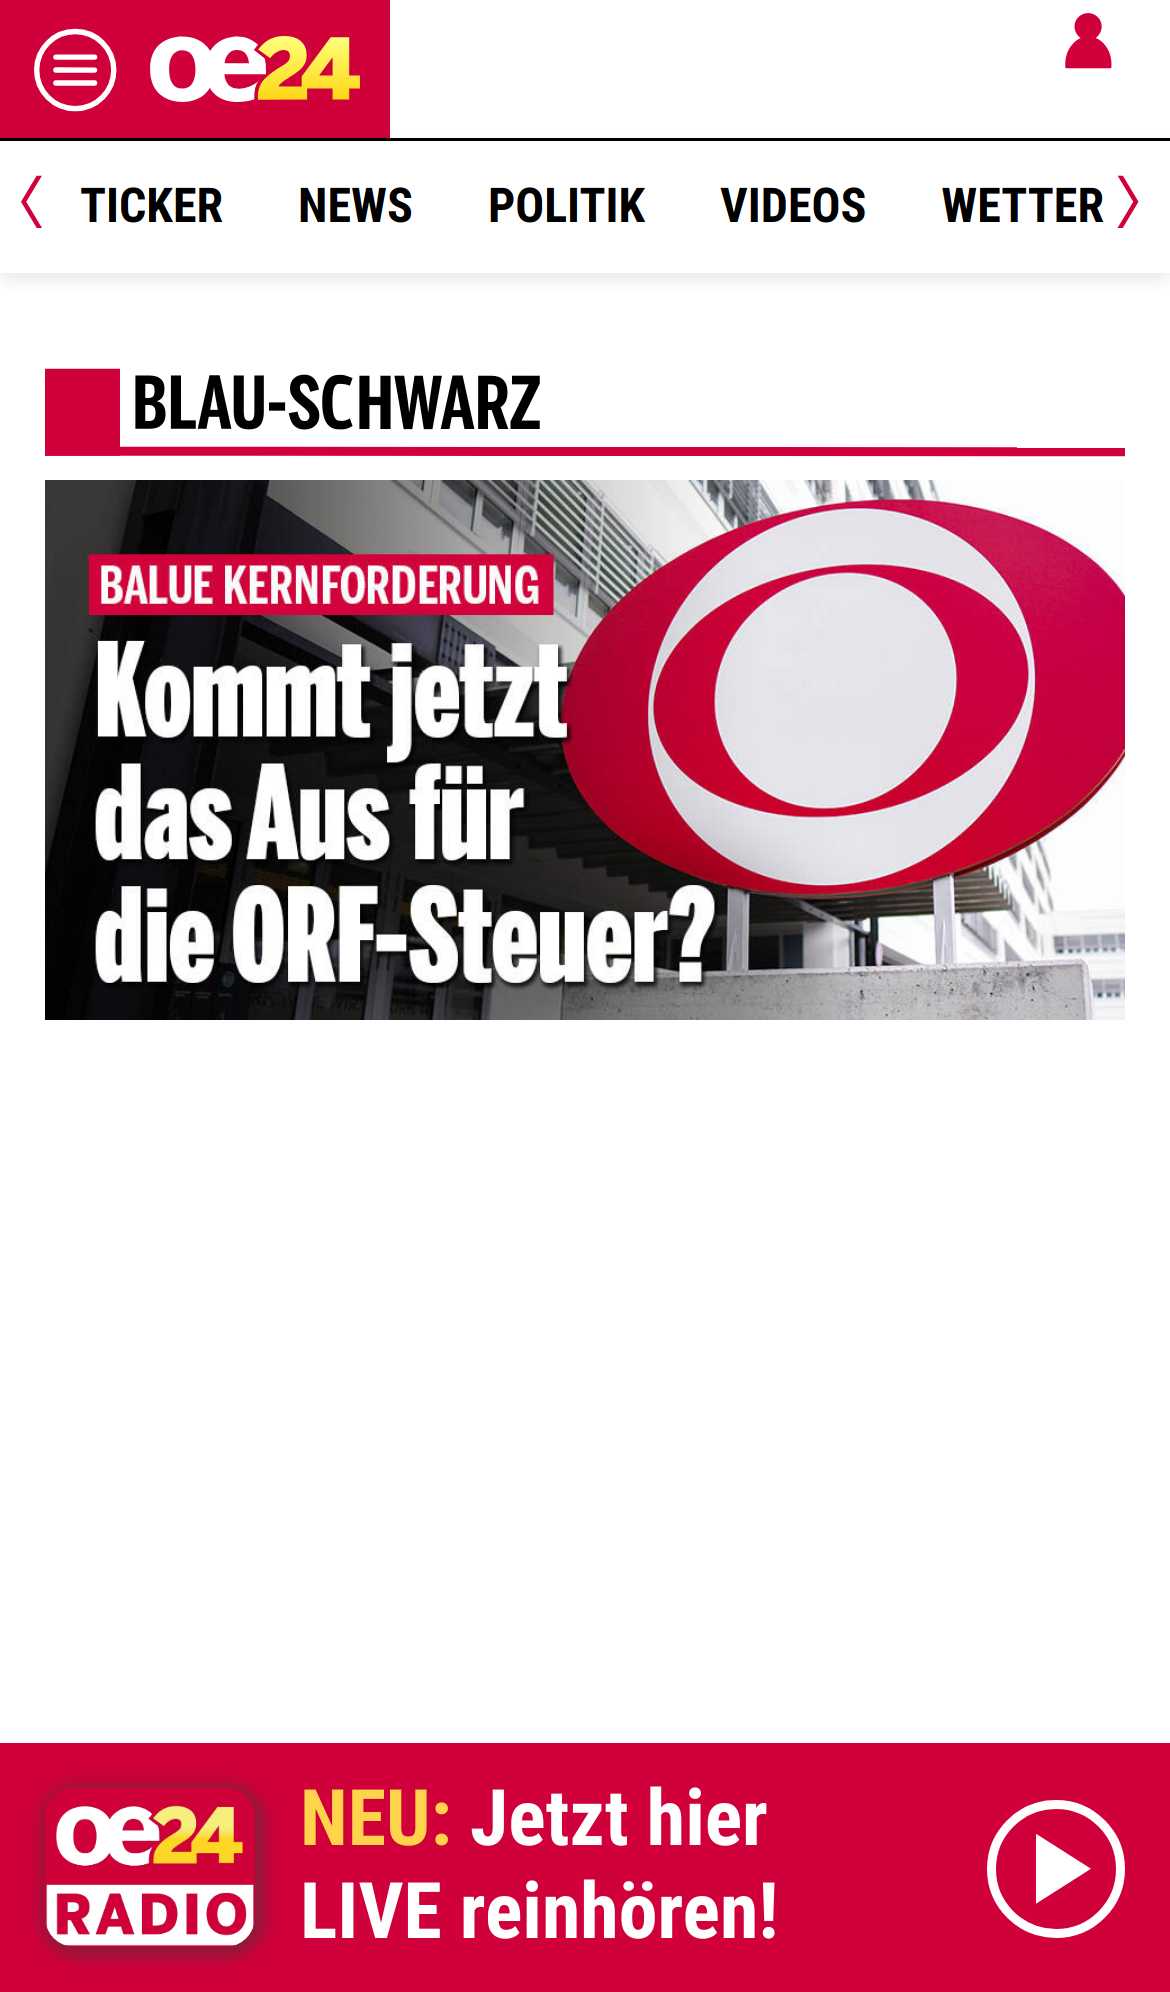 oe24
TICKER NEWS POLITIK VIDEOS WETTER
BLAU-SCHWARZ
BALUE KERNFORDERUNG
Kommt jetzt
das Aus für
die ORF-Steuer?
oe24
RADIO
NEU: Jetzt hier
LIVE reinhören!